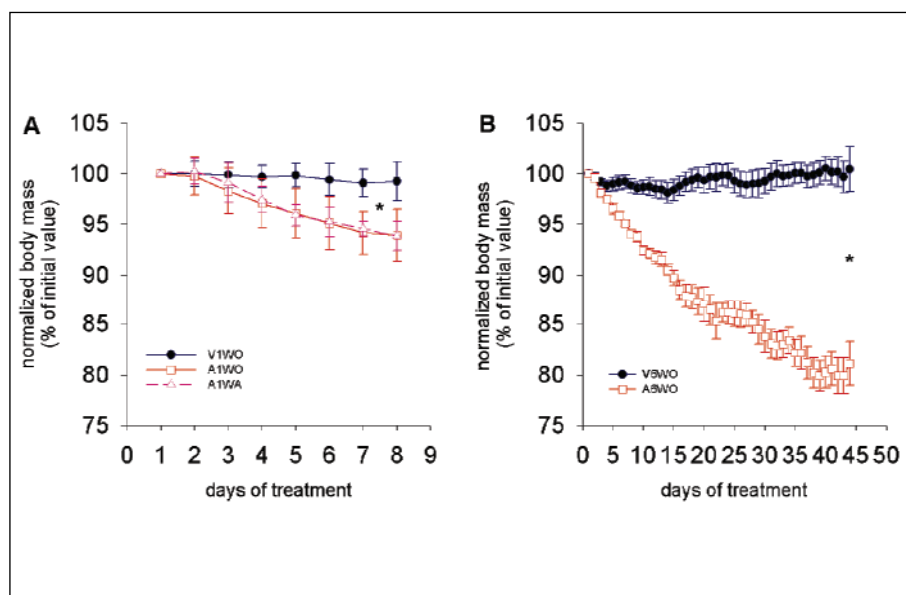 A
normalized body mass
(% of initial value)
105
100
95
90
85
80
75
*
V1WO
A1WO
A1WA
0 1 2 3 4 5 6 7 8 9
days of treatment
B
normalized body mass
(% of initial value)
105
100
95
90
85
80
75
*
V6WO
A6WO
0 5 10 15 20 25 30 35 40 45 50
days of treatment